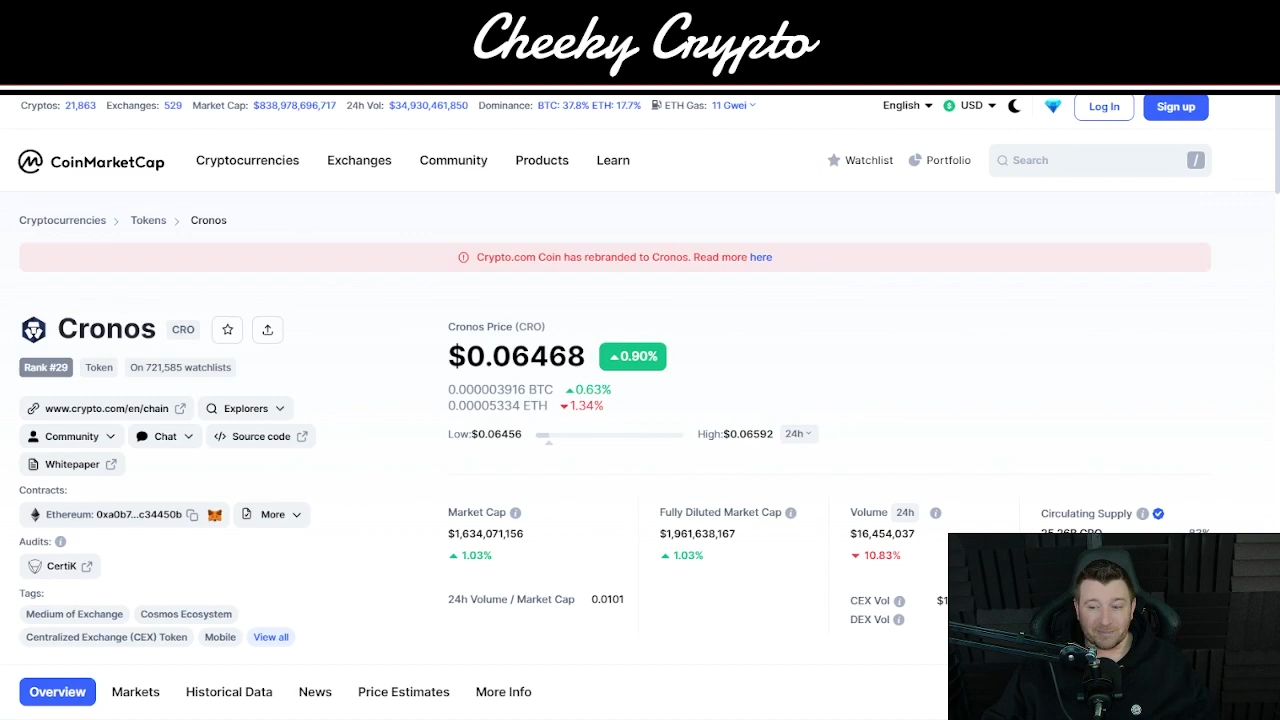 Cheeky Crypto
Cryptos: 21,863 Exchanges: 529 Market Cap: $838,978,696,717 24h Vol: $34,930,461,850 Dominance: BTC: 37.8% ETH: 17.7% ETH Gas: 11 Gwei English USD Log In Sign up
CoinMarketCap Cryptocurrencies Exchanges Community Products Learn Watchlist Portfolio Search /
Cryptocurrencies Tokens Cronos
Crypto.com Coin has rebranded to Cronos. Read more here
Cronos CRO
Rank #29 Token On 721,585 watchlists
www.crypto.com/en/chain Explorers
Community Chat Source code
Whitepaper
Contracts:
Ethereum: 0xa0b7...c34450b More
Audits:
CertiK
Tags:
Medium of Exchange Cosmos Ecosystem
Centralized Exchange (CEX) Token Mobile View all
Cronos Price (CRO)
$0.06468 0.90%
0.000003916 BTC 0.63%
0.00005334 ETH 1.34%
Low:$0.06456 High:$0.06592 24h
Market Cap
$1,634,071,156
1.03%
24h Volume / Market Cap 0.0101
Fully Diluted Market Cap
$1,961,638,167
1.03%
Volume 24h
$16,454,037
10.83%
CEX Vol
DEX Vol
Circulating Supply
Overview Markets Historical Data News Price Estimates More Info